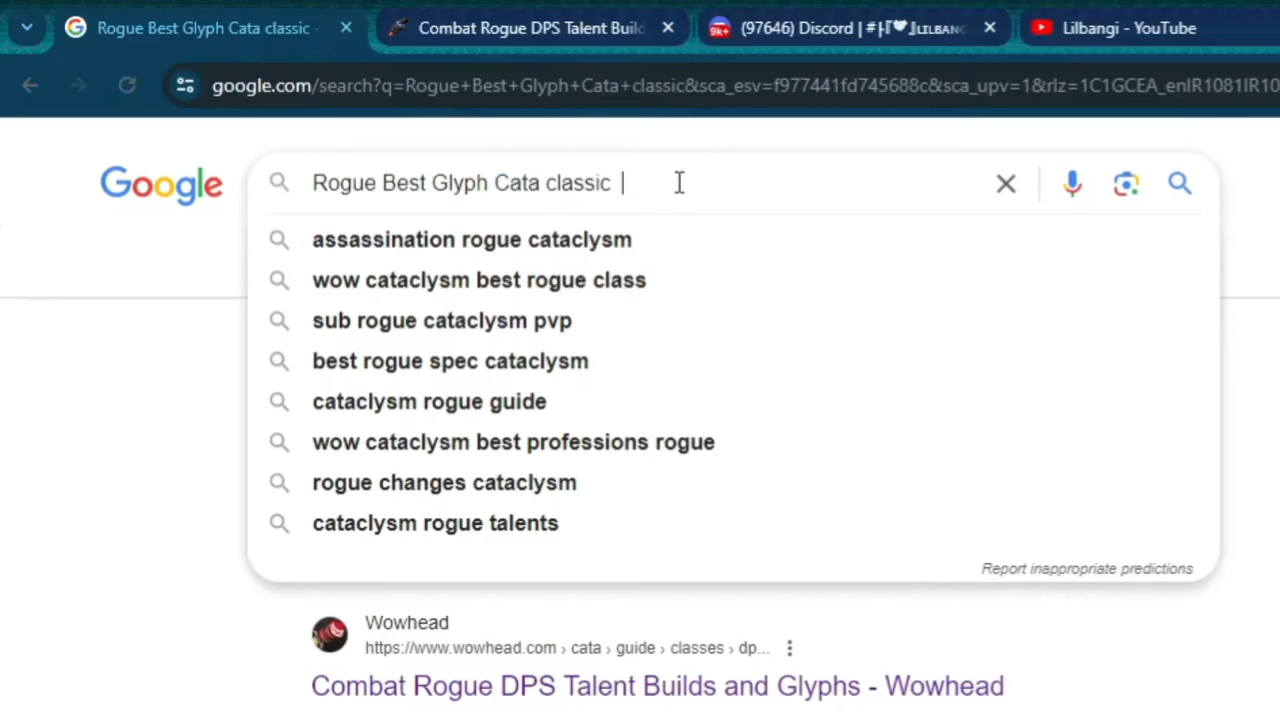 Rogue Best Glyph Cata classic
Combat Rogue DPS Talent Build
9k+
(97646) Discord | #
LILBANG
Lilbangi - YouTube
google.com/search?q=Rogue+Best+Glyph+Cata+classic&sca_esv=f977441fd745688c&sca_upv=1&rlz=1C1GCEA_enIR1081IR10
Google
Rogue Best Glyph Cata classic
assassination rogue cataclysm
wow cataclysm best rogue class
sub rogue cataclysm pvp
best rogue spec cataclysm
cataclysm rogue guide
wow cataclysm best professions rogue
rogue changes cataclysm
cataclysm rogue talents
Report inappropriate predictions
Wowhead
https://www.wowhead.com › cata › guide › classes › dp...
Combat Rogue DPS Talent Builds and Glyphs - Wowhead